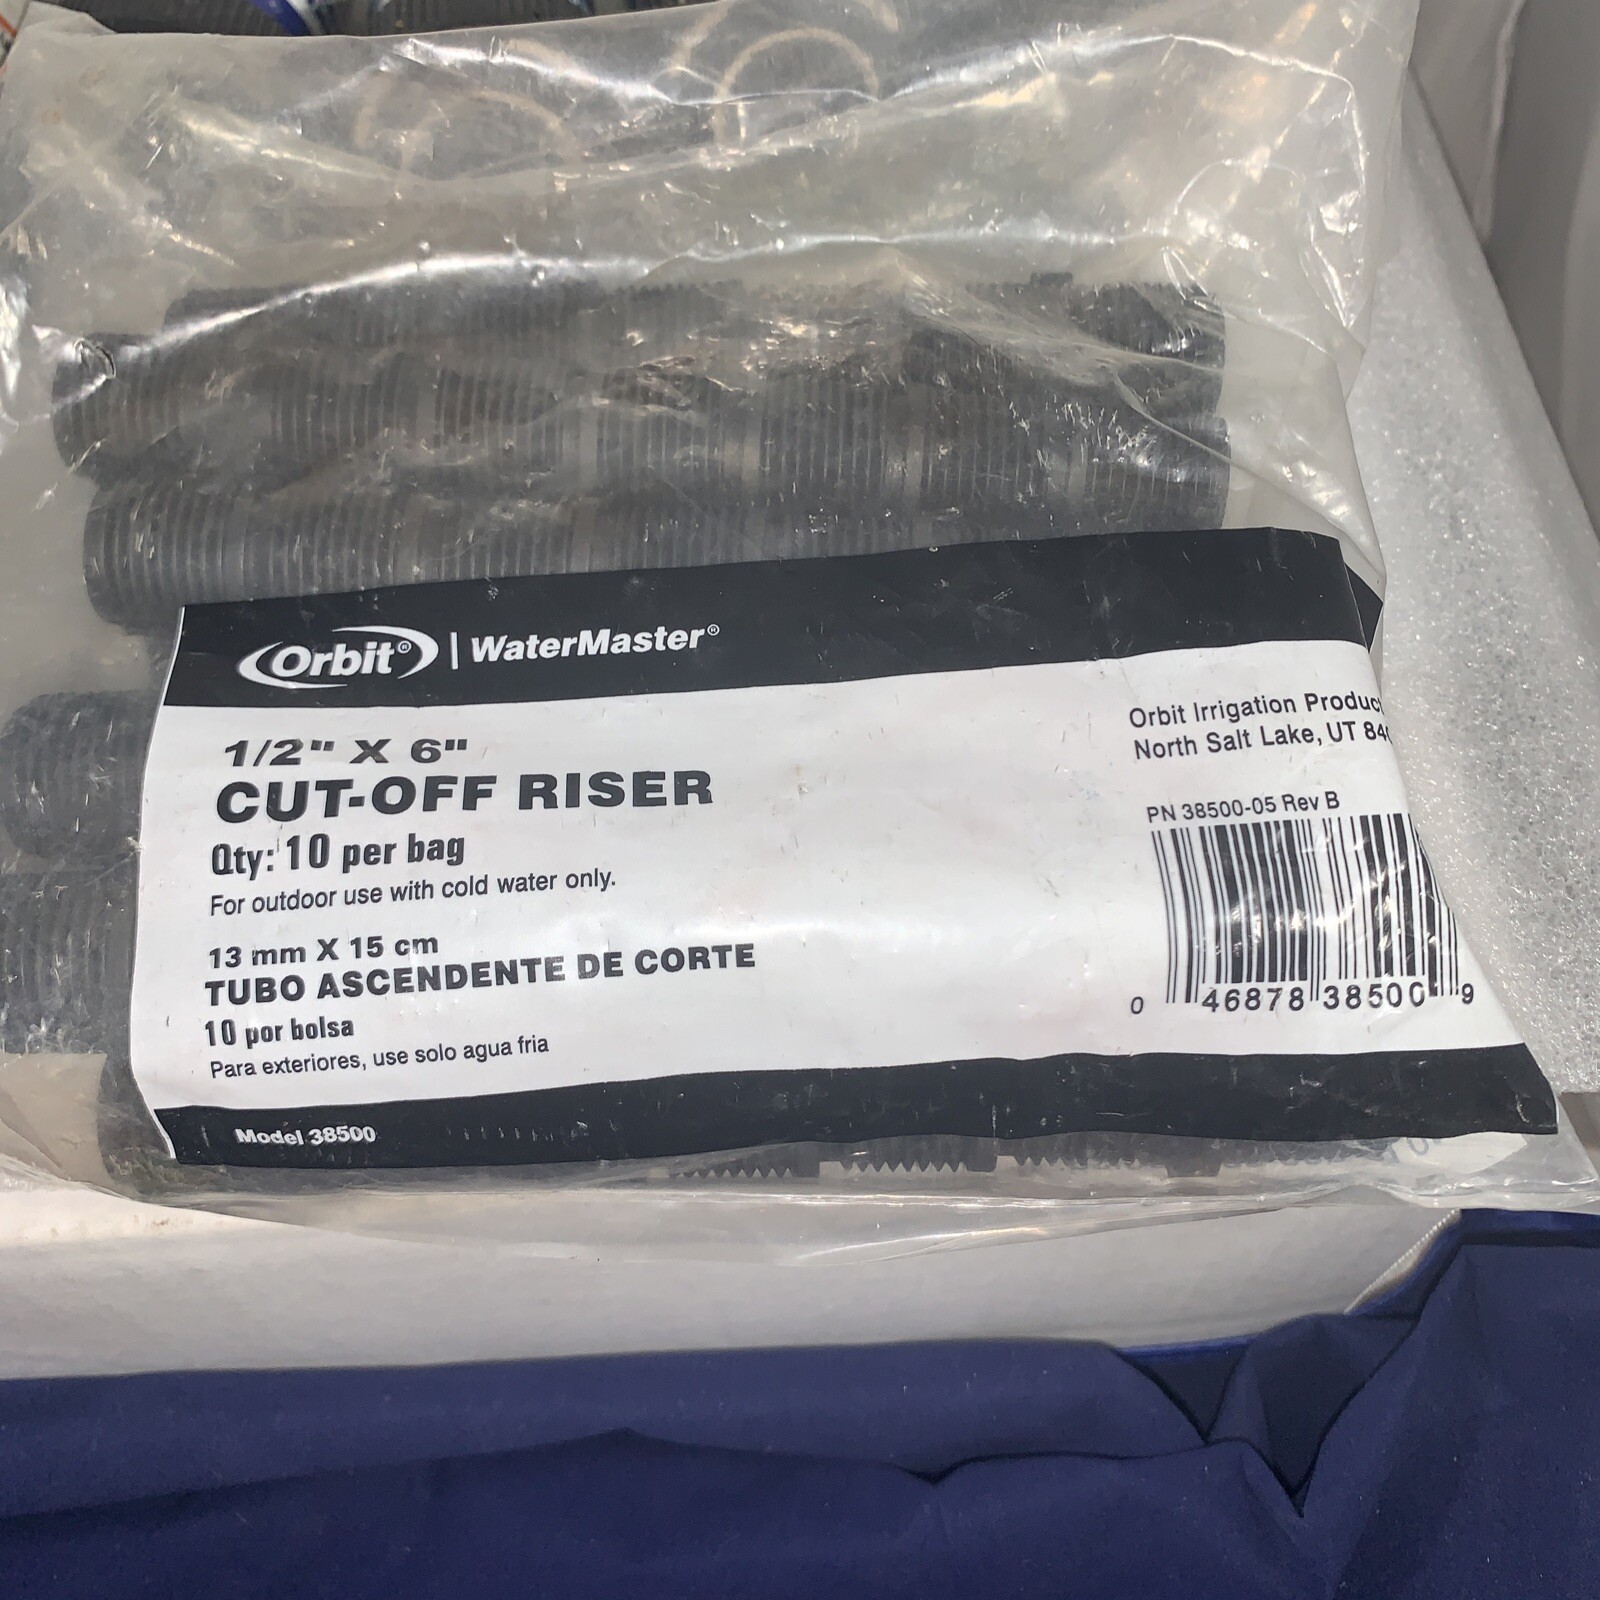 Orbit® | WaterMaster®
1/2" X 6"
CUT-OFF RISER
Qty: 10 per bag
For outdoor use with cold water only.
13 mm X 15 cm
TUBO ASCENDENTE DE CORTE
10 por bolsa
Para exteriores, use solo agua fria
Model 38500
Orbit Irrigation
North Salt Lake, UT
PN 38500-05 Rev B
0 46878 38500 9